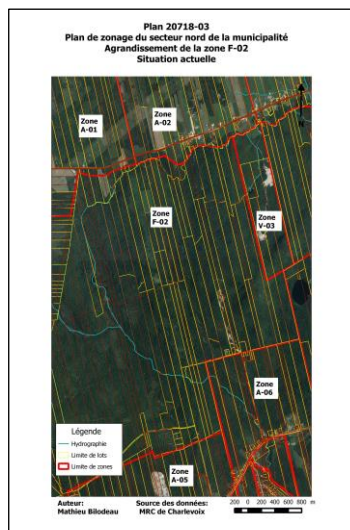 Plan 20718-03
Plan de zonage du secteur nord de la municipalité
Agrandissement de la zone F-02
Situation actuelle
N
Zone
A-01
Zone
A-02
Zone
F-02
Zone
V-03
Zone
A-06
Zone
A-05
Légende
Hydrographie
Limite de lots
Limite de zones
Auteur:
Mathieu Bilodeau
Source des données:
MRC de Charlevoix
200 0 200 400 600 800 m